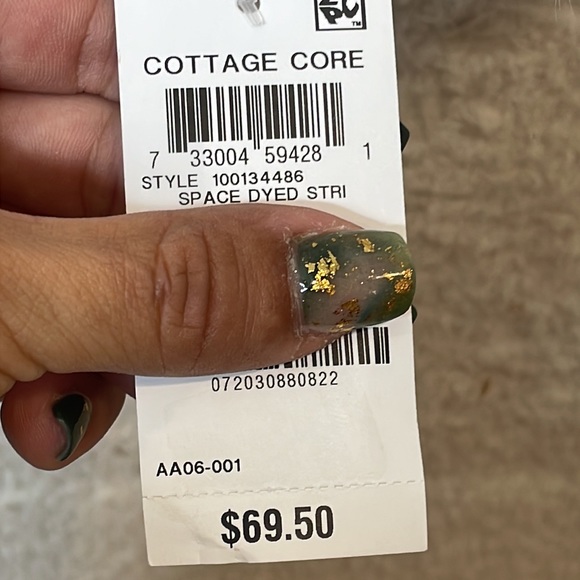 COTTAGE CORE
7 33004 59428 1
STYLE 100134486
SPACE DYED STRI
072030880822
AA06-001
$69.50